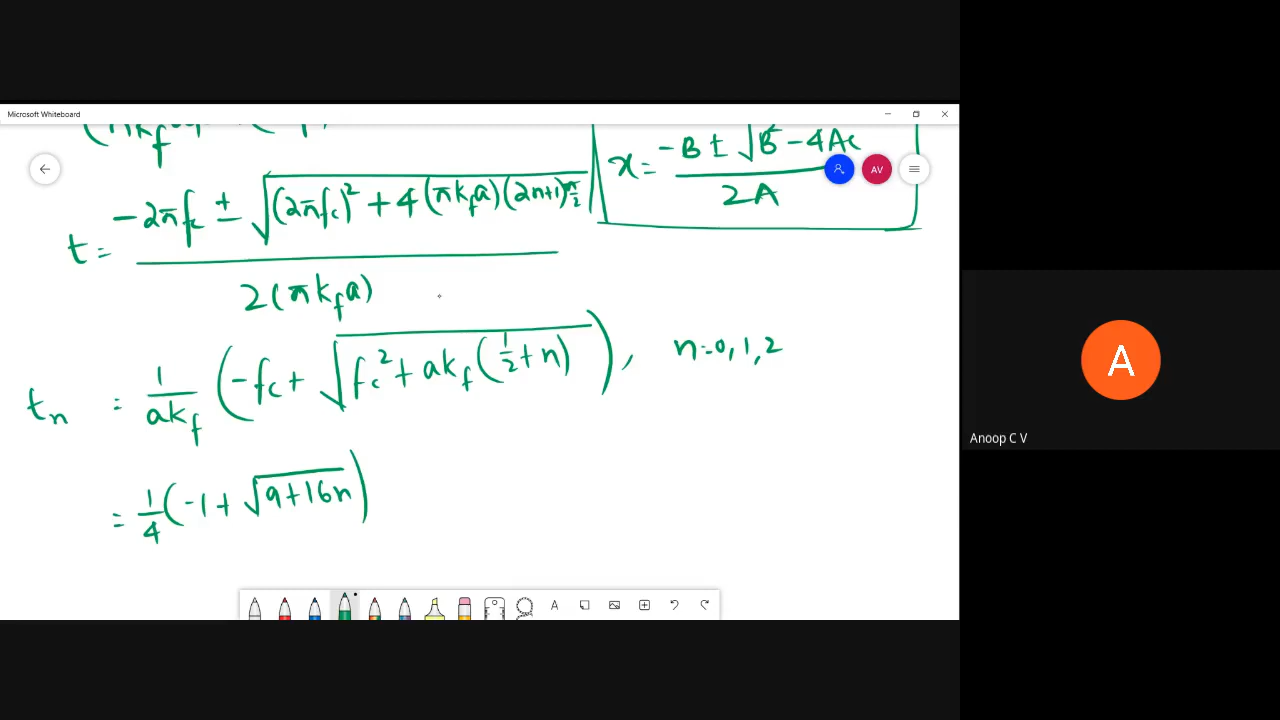 Microsoft Whiteboard
x = (-B ± √(B² - 4AC)) / 2A
AV
t = (-2πf_c ± √((2πf_c)² + 4(πk_f a)(2n+1)π/2)) / 2(πk_f a)
t_n = 1/(ak_f) (-f_c + √(f_c² + ak_f(1/2 + n))), n=0,1,2
= 1/4 (-1 + √(9+16n))
A
Anoop C V